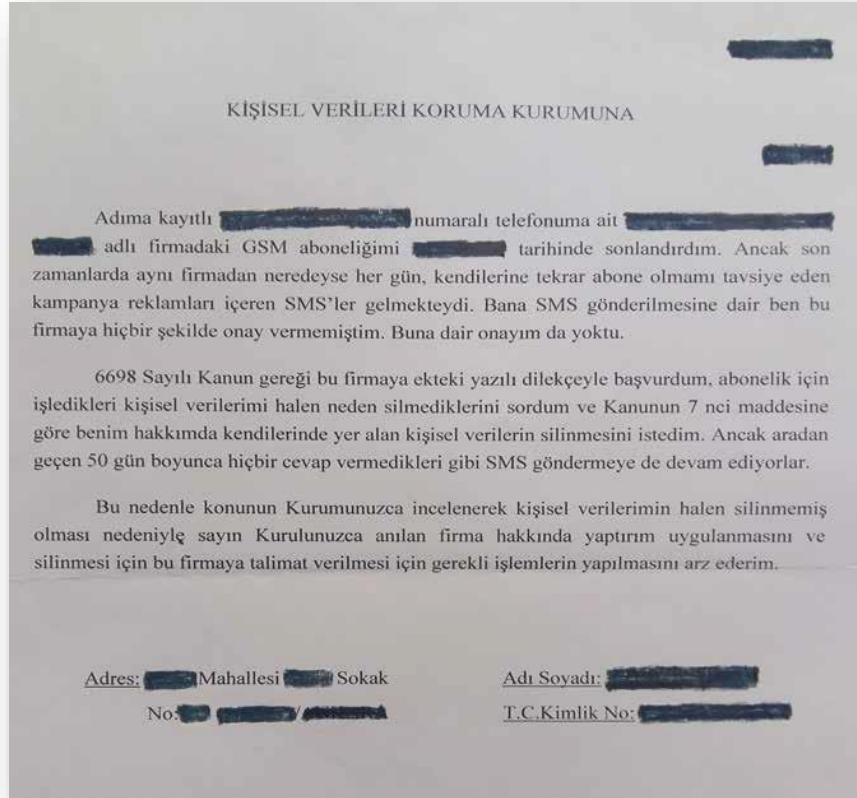 KİŞİSEL VERİLERİ KORUMA KURUMUNA
Adıma kayıtlı numaralı telefonuma ait
adlı firmadaki GSM aboneliğimi tarihinde sonlandırdım. Ancak son
zamanlarda aynı firmadan neredeyse her gün, kendilerine tekrar abone olmamı tavsiye eden
kampanya reklamları içeren SMS'ler gelmekteydi. Bana SMS gönderilmesine dair ben bu
firmaya hiçbir şekilde onay vermemiştim. Buna dair onayım da yoktu.
6698 Sayılı Kanun gereği bu firmaya ekteki yazılı dilekçeyle başvurdum, abonelik için
işledikleri kişisel verilerimi halen neden silmediklerini sordum ve Kanunun 7 nci maddesine
göre benim hakkımda kendilerinde yer alan kişisel verilerin silinmesini istedim. Ancak aradan
geçen 50 gün boyunca hiçbir cevap vermedikleri gibi SMS göndermeye de devam ediyorlar.
Bu nedenle konunun Kurumunuzca incelenerek kişisel verilerimin halen silinmemiş
olması nedeniyle sayın Kurulunuzca anılan firma hakkında yaptırım uygulanmasını ve
silinmesi için bu firmaya talimat verilmesi için gerekli işlemlerin yapılmasını arz ederim.
Adres: Mahallesi Sokak Adı Soyadı:
No: / T.C.Kimlik No: